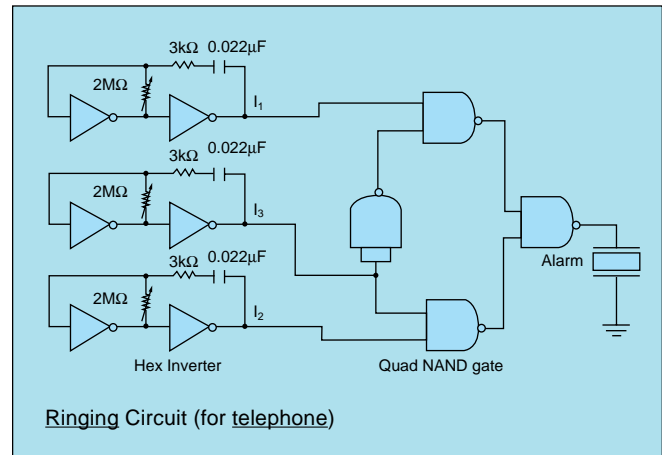 3kΩ 0.022μF
2MΩ
I1
3kΩ 0.022μF
2MΩ
I3
Alarm
3kΩ 0.022μF
2MΩ
I2
Hex Inverter Quad NAND gate
Ringing Circuit (for telephone)